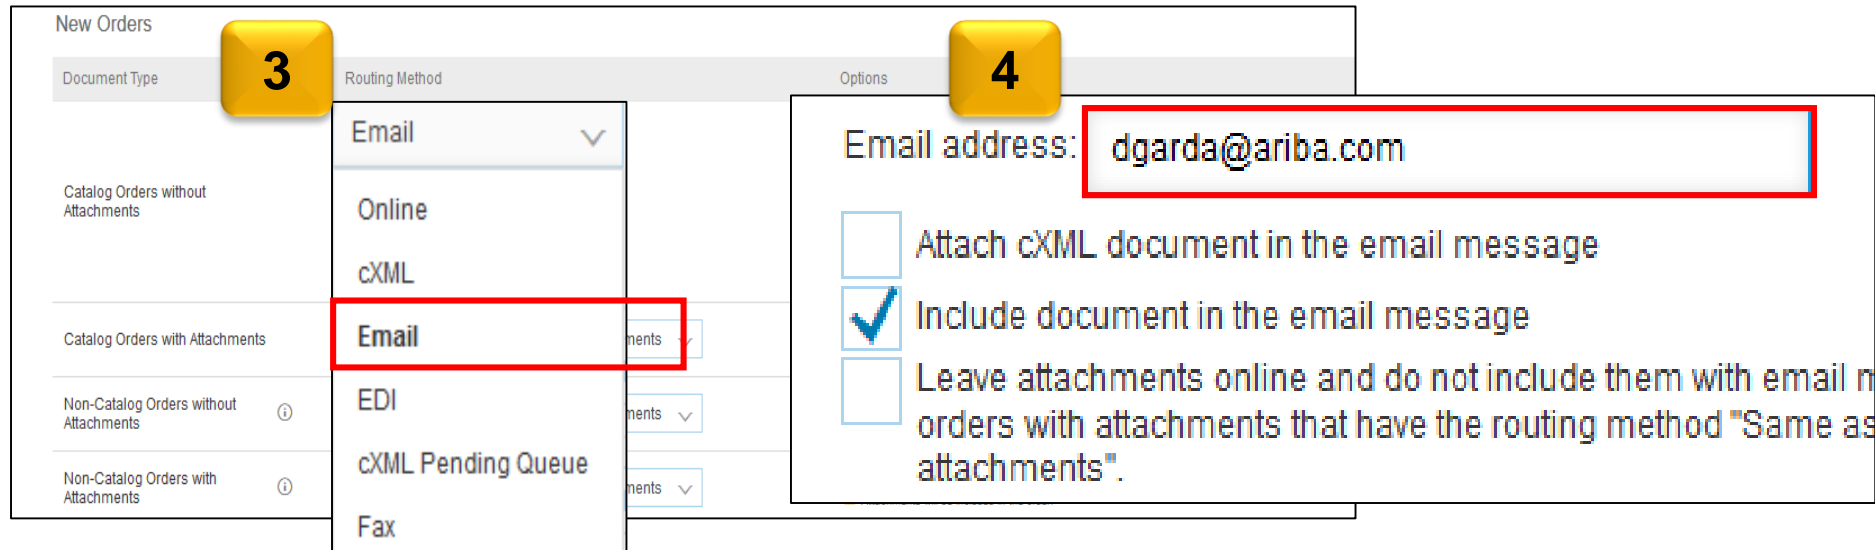 New Orders
3
4
Document Type
Routing Method
Options
Email
Online
cXML
Email
EDI
cXML Pending Queue
Fax
Catalog Orders without
Attachments
Catalog Orders with Attachments
ments
Non-Catalog Orders without
Attachments
ments
Non-Catalog Orders with
Attachments
ments
Email address:
dgarda@ariba.com
Attach cXML document in the email message
Include document in the email message
Leave attachments online and do not include them with email
orders with attachments that have the routing method "Same as
attachments".